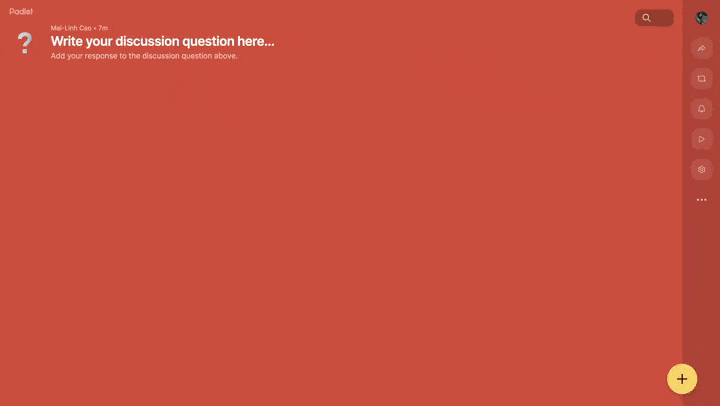 Padlet
Mai-Linh Cao • 7m
Write your discussion question here...
Add your response to the discussion question above.